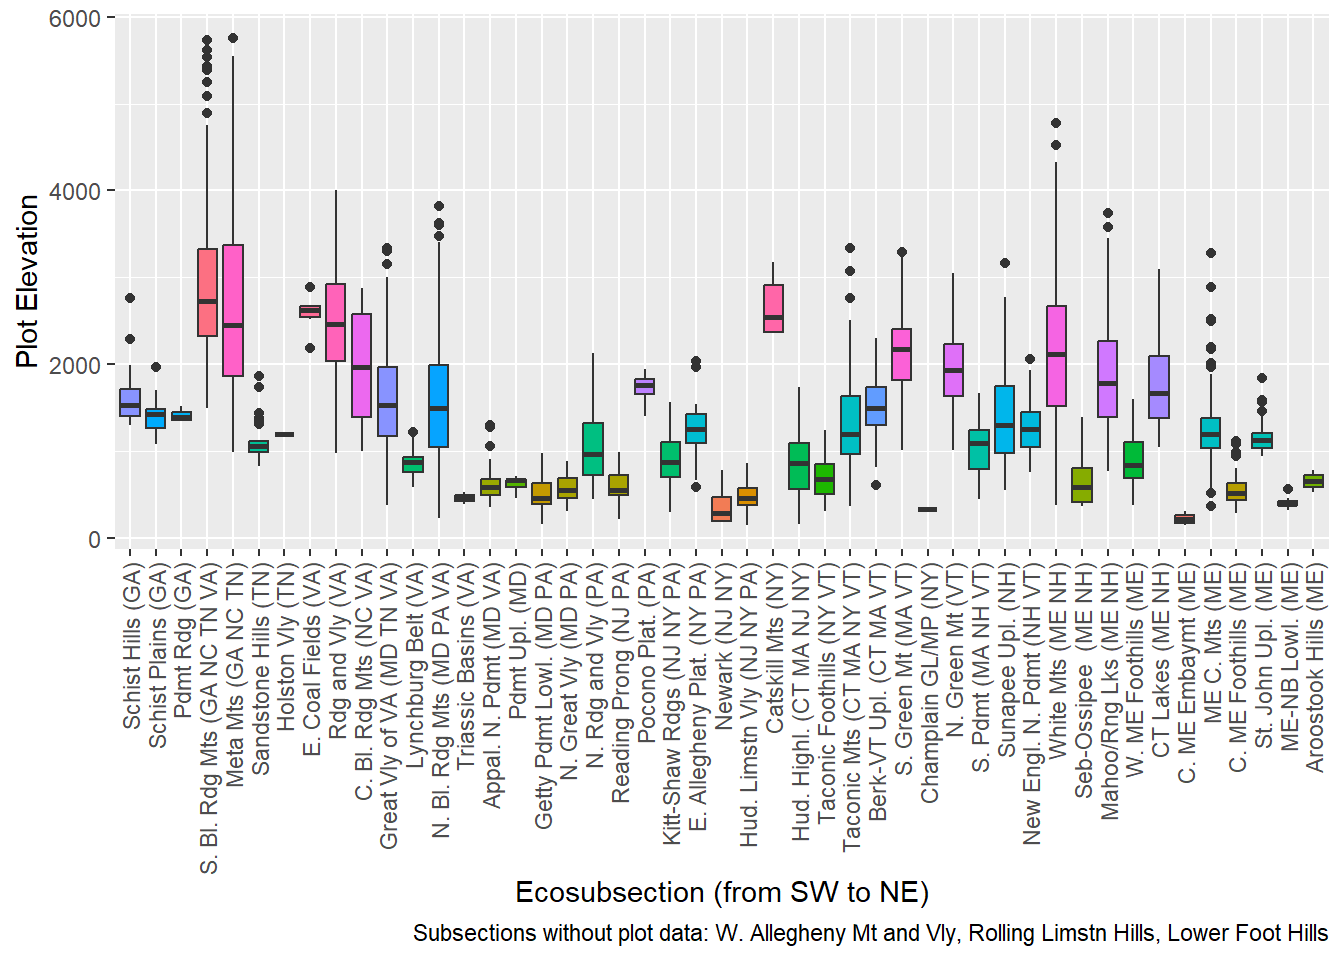 6000
4000
2000
0
Plot Elevation
Schist Hills (GA)
Schist Plains (GA)
Pdmt Rdg (GA)
S. Bl. Rdg Mts (GA NC TN VA)
Meta Mts (GA NC TN)
Sandstone Hills (TN)
Holston Vly (TN)
E. Coal Fields (VA)
Rdg and Vly (VA)
C. Bl. Rdg Mts (NC VA)
Great Vly of VA (MD TN VA)
Lynchburg Belt (VA)
N. Bl. Rdg Mts (MD PA VA)
Triassic Basins (VA)
Appal. N. Pdmt (MD VA)
Pdmt Upl. (MD)
Getty Pdmt Lowl. (MD PA)
N. Great Vly (MD PA)
N. Rdg and Vly (PA)
Reading Prong (NJ PA)
Pocono Plat. (PA)
Kitt-Shaw Rdgs (NJ NY PA)
E. Allegheny Plat. (NY PA)
Newark (NJ NY)
Hud. Limstn Vly (NJ NY PA)
Catskill Mts (NY)
Hud. Highl. (CT MA NJ NY)
Taconic Foothills (NY VT)
Taconic Mts (CT MA NY VT)
Berk-VT Upl. (CT MA VT)
S. Green Mt (MA VT)
Champlain GL/MP (NY)
N. Green Mt (VT)
S. Pdmt (MA NH VT)
Sunapee Upl. (NH)
New Engl. N. Pdmt (NH VT)
White Mts (ME NH)
Seb-Ossipee  (ME NH)
Mahoo/Rng Lks (ME NH)
W. ME Foothills (ME)
CT Lakes (ME NH)
C. ME Embaymt (ME)
ME C. Mts (ME)
C. ME Foothills (ME)
St. John Upl. (ME)
ME-NB Lowl. (ME)
Aroostook Hills (ME)
Ecosubsection (from SW to NE)
Subsections without plot data: W. Allegheny Mt and Vly, Rolling Limstn Hills, Lower Foot Hills